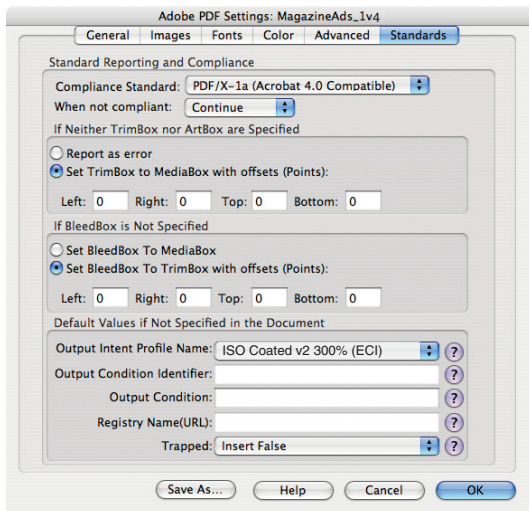 Adobe PDF Settings: MagazineAds_1v4
General Images Fonts Color Advanced Standards
Standard Reporting and Compliance
Compliance Standard: PDF/X-1a (Acrobat 4.0 Compatible)
When not compliant: Continue
If Neither TrimBox nor ArtBox are Specified
Report as error
Set TrimBox to MediaBox with offsets (Points):
Left: 0 Right: 0 Top: 0 Bottom: 0
If BleedBox is Not Specified
Set BleedBox To MediaBox
Set BleedBox To TrimBox with offsets (Points):
Left: 0 Right: 0 Top: 0 Bottom: 0
Default Values if Not Specified in the Document
Output Intent Profile Name: ISO Coated v2 300% (ECI) ?
Output Condition Identifier: ?
Output Condition: ?
Registry Name(URL): ?
Trapped: Insert False ?
Save As... Help Cancel OK